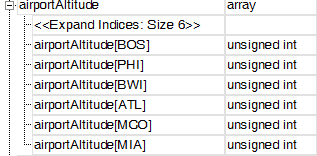 airportAltitude array
<<Expand Indices: Size 6>>
airportAltitude[BOS] unsigned int
airportAltitude[PHI] unsigned int
airportAltitude[BWI] unsigned int
airportAltitude[ATL] unsigned int
airportAltitude[MGO] unsigned int
airportAltitude[MIA] unsigned int